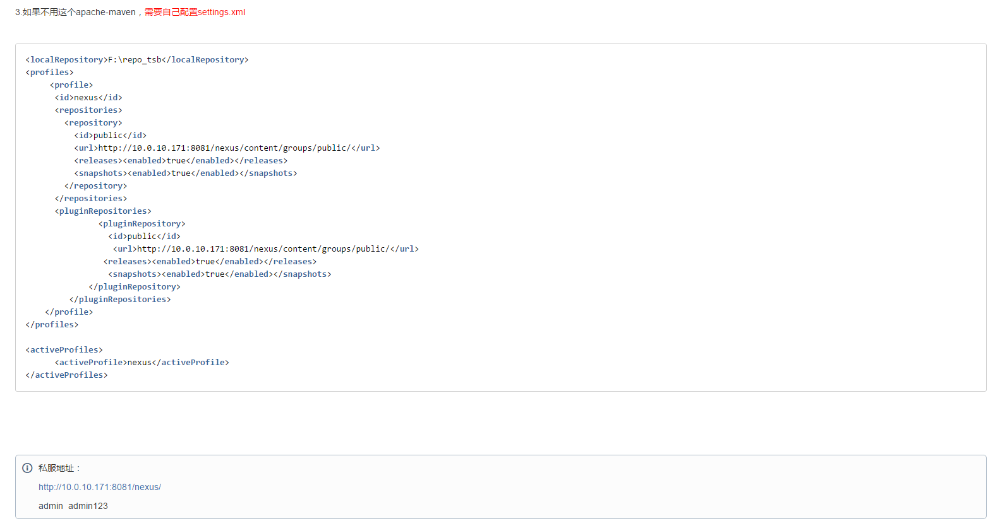 3.如果不用这个apache-maven，需要自己配置settings.xml
<localRepository>F:\repo_tsb</localRepository>
<profiles>
<profile>
<id>nexus</id>
<repositories>
<repository>
<id>public</id>
<url>http://10.0.10.171:8081/nexus/content/groups/public/</url>
<releases><enabled>true</enabled></releases>
<snapshots><enabled>true</enabled></snapshots>
</repository>
</repositories>
<pluginRepositories>
<pluginRepository>
<id>public</id>
<url>http://10.0.10.171:8081/nexus/content/groups/public/</url>
<releases><enabled>true</enabled></releases>
<snapshots><enabled>true</enabled></snapshots>
</pluginRepository>
</pluginRepositories>
</profile>
</profiles>
<activeProfiles>
<activeProfile>nexus</activeProfile>
</activeProfiles>
私服地址：
http://10.0.10.171:8081/nexus/
admin admin123